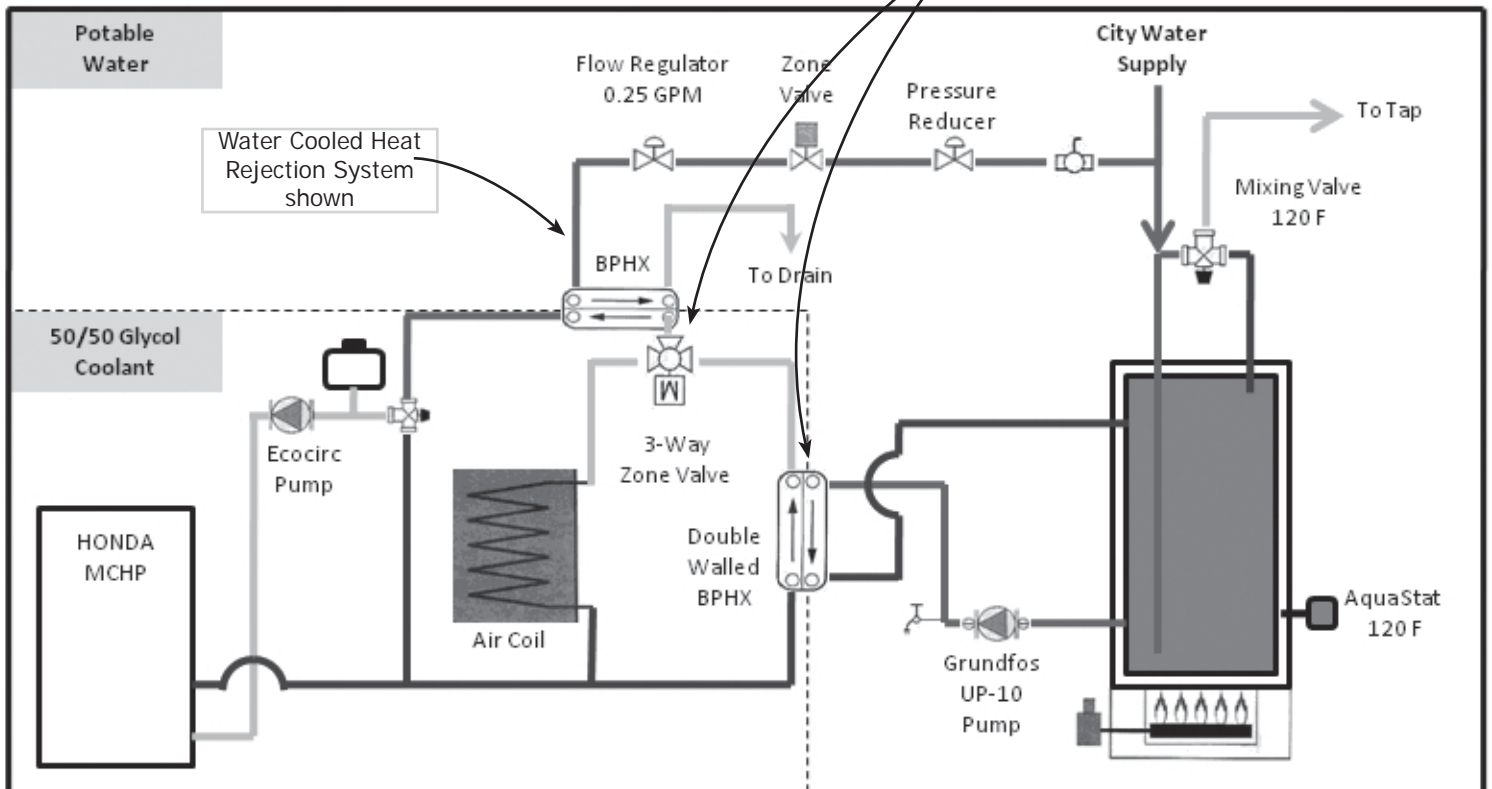 Potable
Water
Flow Regulator
0.25 GPM
Zone
Valve
Pressure
Reducer
City Water
Supply
To Tap
Mixing Valve
120 F
Water Cooled Heat
Rejection System
shown
BPHX
To Drain
50/50 Glycol
Coolant
M
3-Way
Zone Valve
Ecocirc
Pump
HONDA
MCHP
Air Coil
Double
Walled
BPHX
Grundfos
UP-10
Pump
AquaStat
120 F